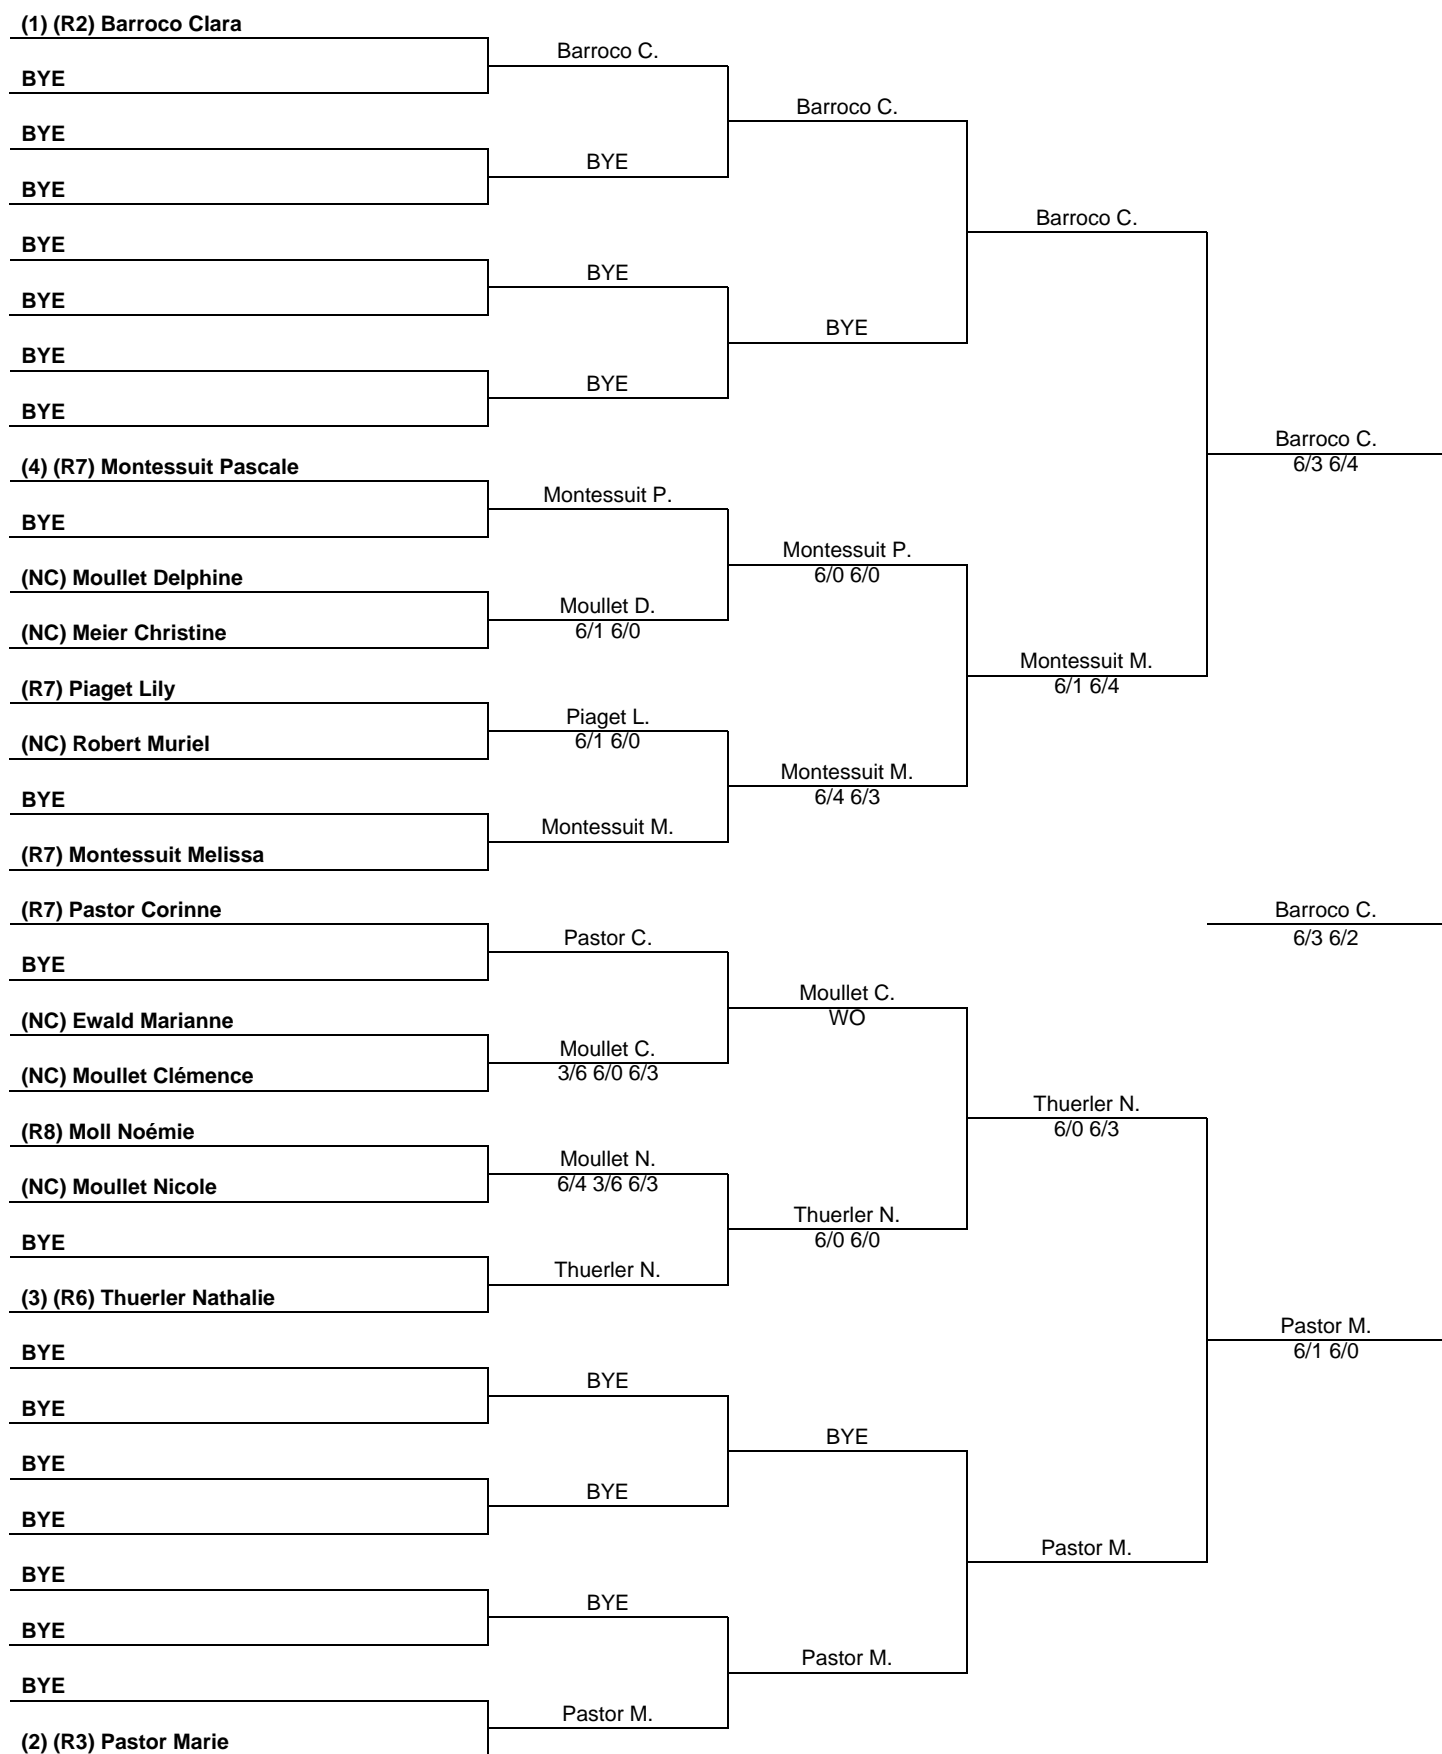 (1) (R2) Barroco Clara
BYE
BYE
BYE
BYE
BYE
BYE
BYE
(4) (R7) Montessuit Pascale
BYE
(NC) Moullet Delphine
(NC) Meier Christine
(R7) Piaget Lily
(NC) Robert Muriel
BYE
(R7) Montessuit Melissa
(R7) Pastor Corinne
BYE
(NC) Ewald Marianne
(NC) Moullet Clémence
(R8) Moll Noémie
(NC) Moullet Nicole
BYE
(3) (R6) Thuerler Nathalie
BYE
BYE
BYE
BYE
BYE
BYE
BYE
(2) (R3) Pastor Marie
Barroco C.
BYE
BYE
BYE
Montessuit P.
Moullet D.
6/1 6/0
Piaget L.
6/1 6/0
Montessuit M.
Pastor C.
Moullet C.
3/6 6/0 6/3
Moullet N.
6/4 3/6 6/3
Thuerler N.
BYE
BYE
BYE
Pastor M.
Barroco C.
BYE
Montessuit P.
6/0 6/0
Montessuit M.
6/4 6/3
Moullet C.
WO
Thuerler N.
6/0 6/0
BYE
Pastor M.
Barroco C.
Montessuit M.
6/1 6/4
Thuerler N.
6/0 6/3
Pastor M.
Barroco C.
6/3 6/4
Barroco C.
6/3 6/2
Pastor M.
6/1 6/0